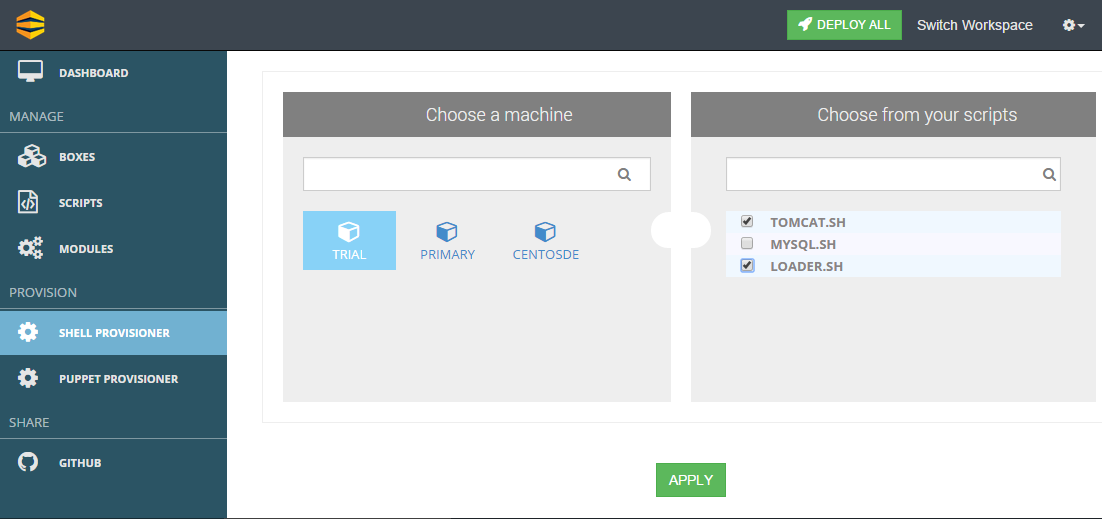 DEPLOY ALL
Switch Workspace
DASHBOARD
MANAGE
BOXES
SCRIPTS
MODULES
PROVISION
SHELL PROVISIONER
PUPPET PROVISIONER
SHARE
GITHUB
Choose a machine
TRIAL
PRIMARY
CENTOSDE
Choose from your scripts
TOMCAT.SH
MYSQL.SH
LOADER.SH
APPLY